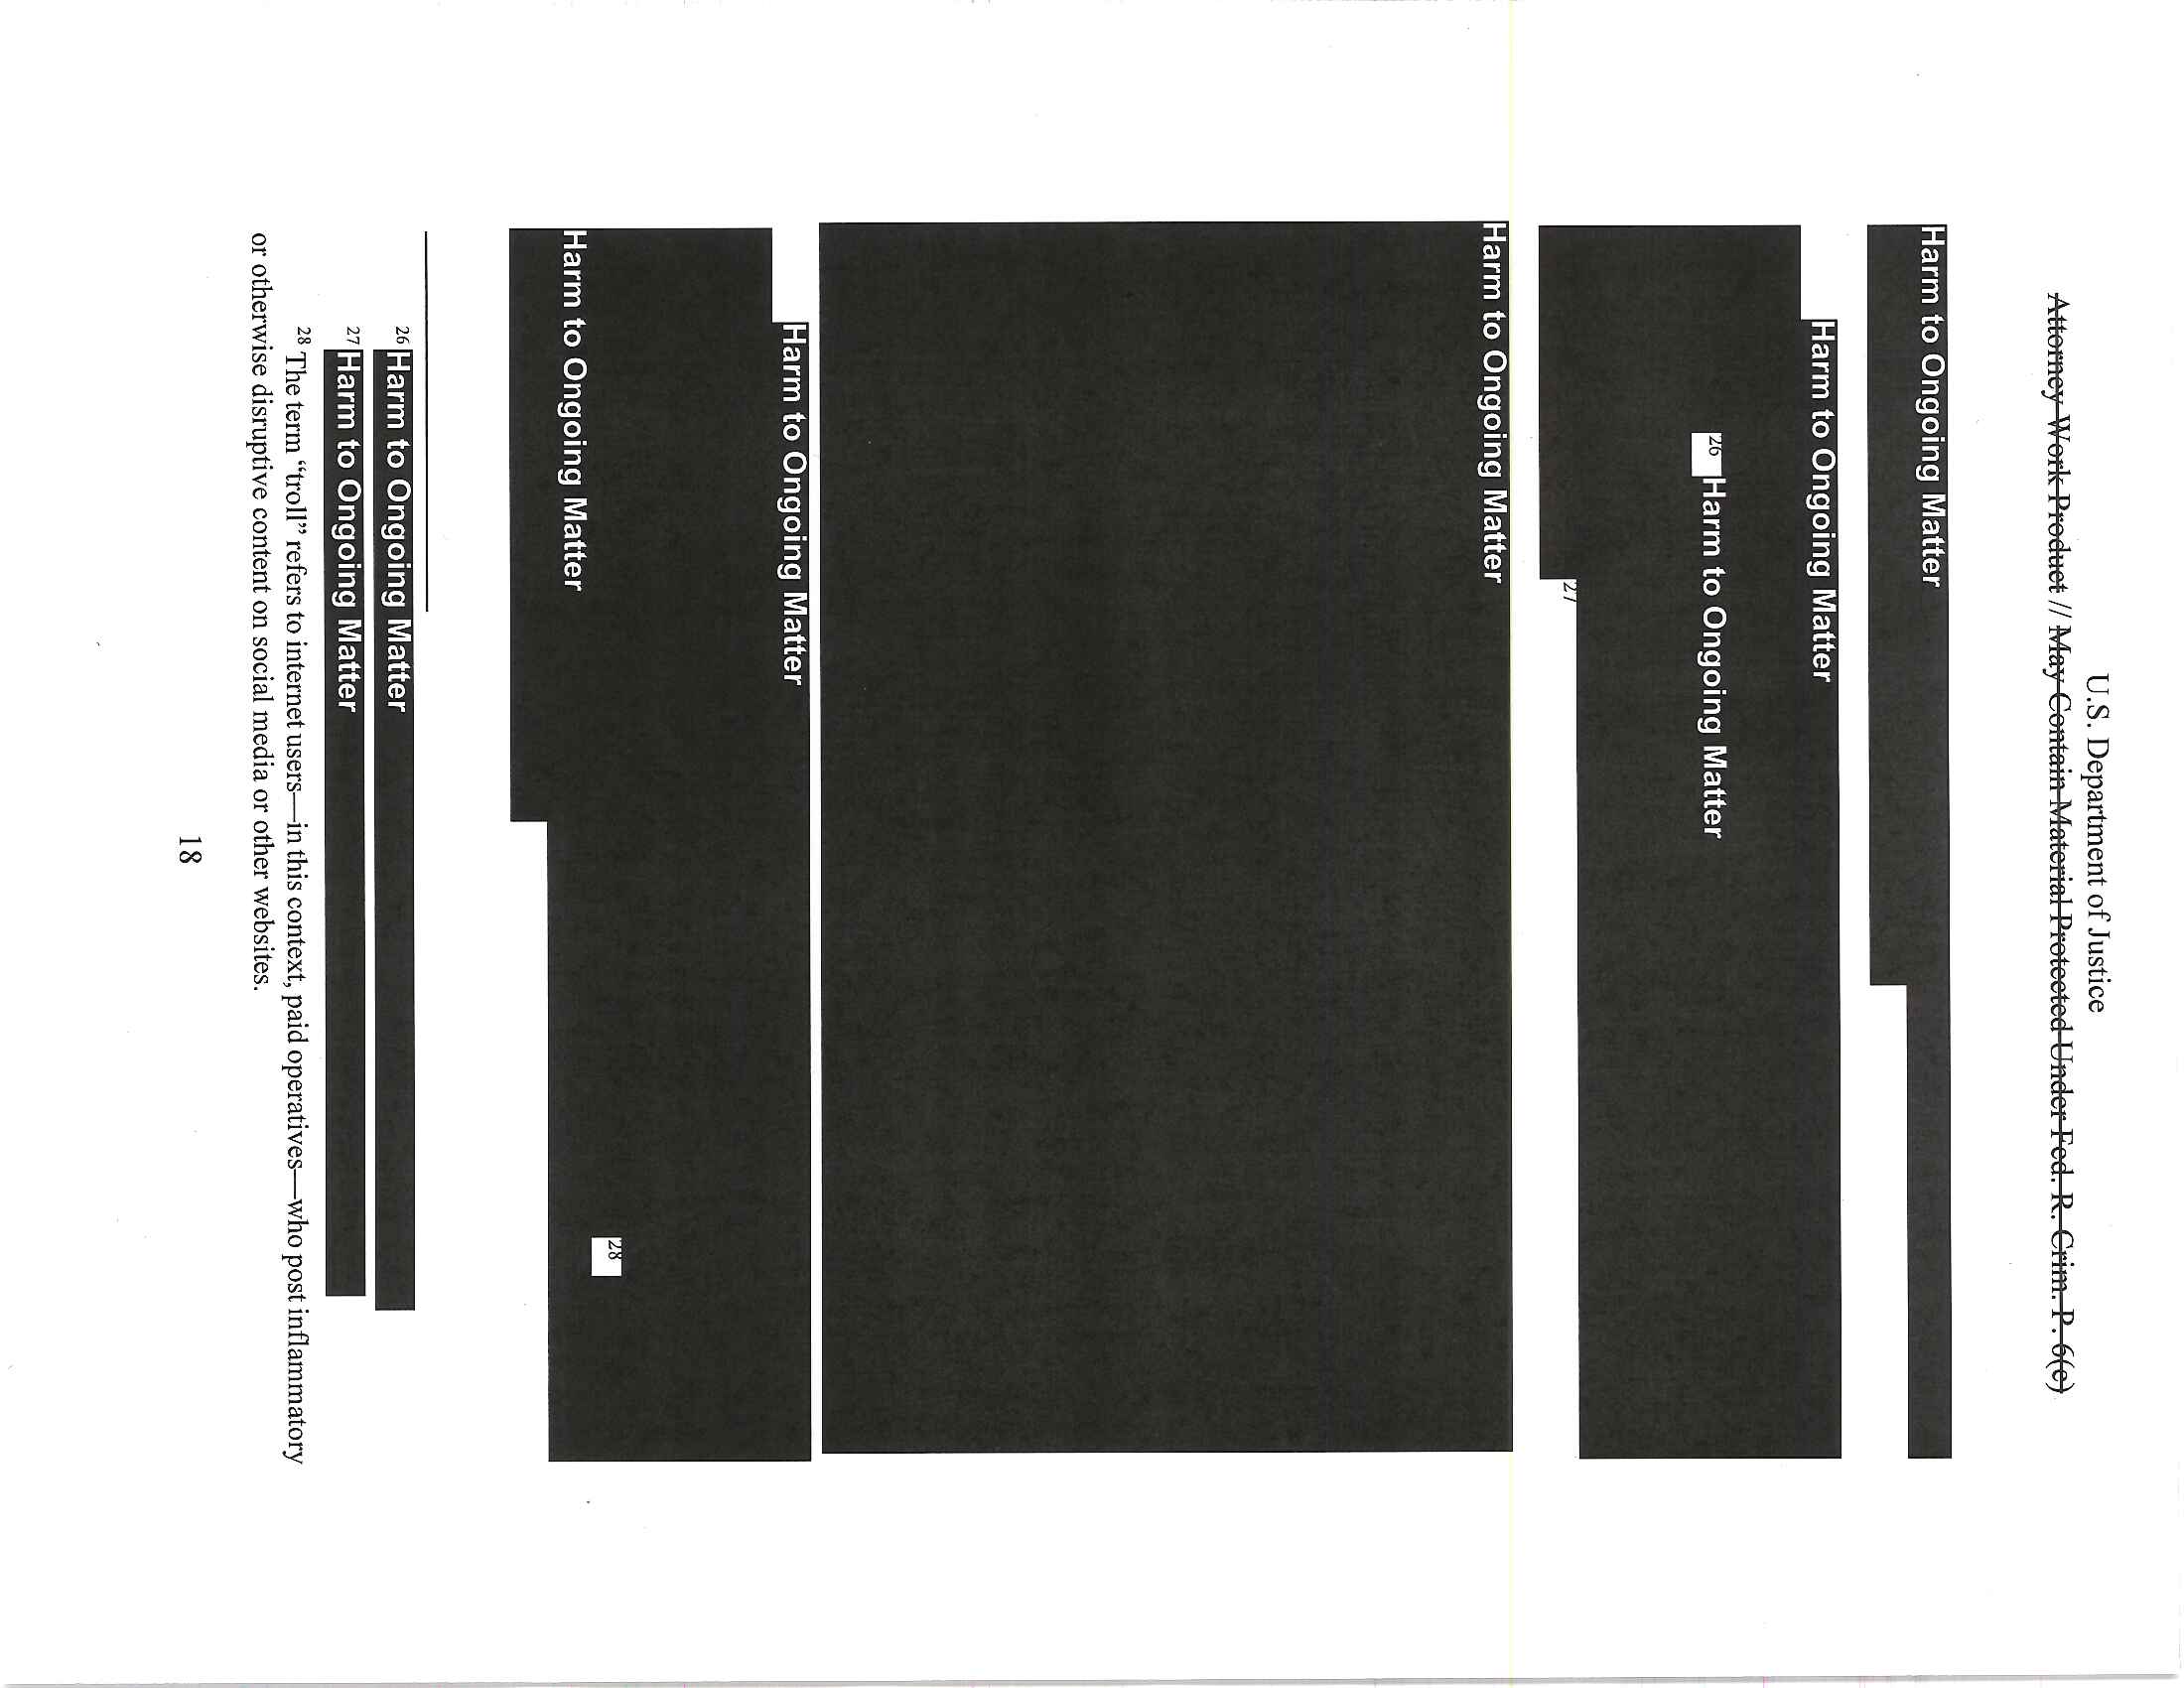 U.S. Department of Justice
Attorney Work Product // May Contain Material Protected Under Fed. R. Crim. P. 6(e)
Harm to Ongoing Matter
Harm to Ongoing Matter
26 Harm to Ongoing Matter
27
Harm to Ongoing Matter
Harm to Ongoing Matter
28
Harm to Ongoing Matter
26 Harm to Ongoing Matter
27 Harm to Ongoing Matter
28 The term “troll” refers to internet users—in this context, paid operatives—who post inflammatory
or otherwise disruptive content on social media or other websites.
18